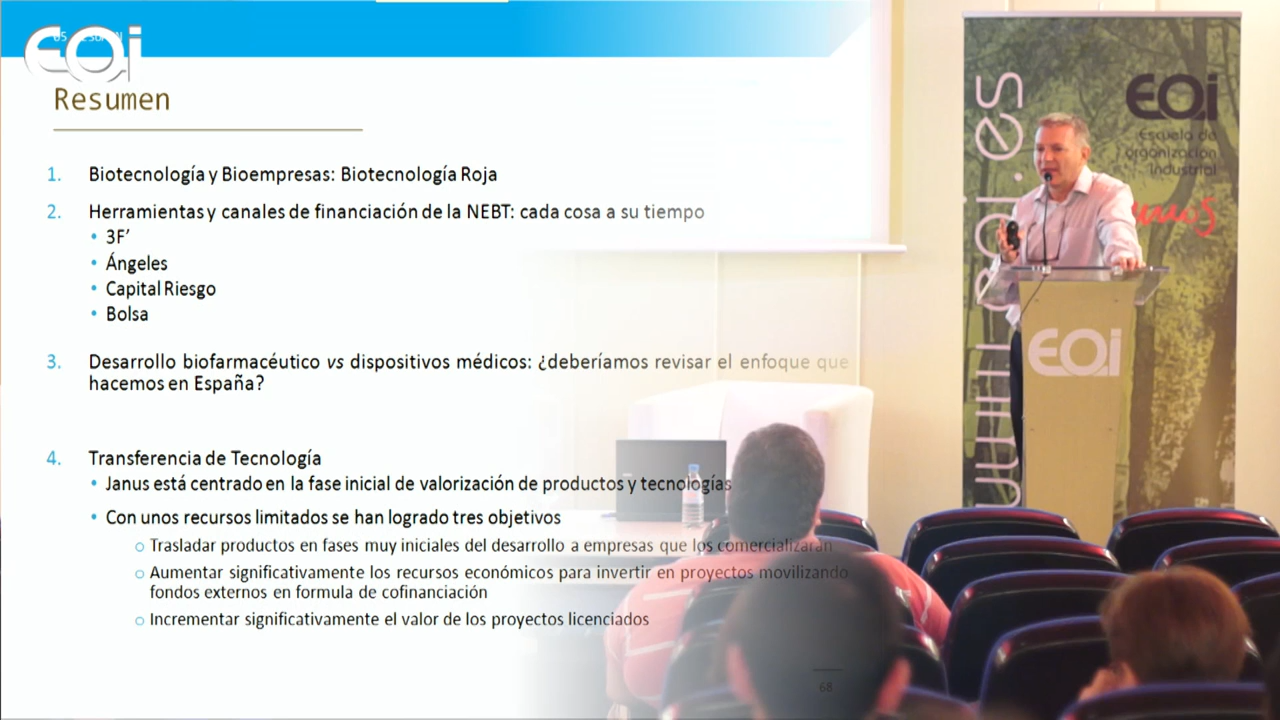 EOi
Resumen
1. Biotecnología y Bioempresas: Biotecnología Roja
2. Herramientas y canales de financiación de la NEBT: cada cosa a su tiempo
• 3F’
• Ángeles
• Capital Riesgo
• Bolsa
3. Desarrollo biofarmacéutico vs dispositivos médicos: ¿deberíamos revisar el enfoque que
hacemos en España?
4. Transferencia de Tecnología
• Janus está centrado en la fase inicial de valorización de productos y tecnologías
• Con unos recursos limitados se han logrado tres objetivos
o Trasladar productos en fases muy iniciales del desarrollo a empresas que los comercializaran
o Aumentar significativamente los recursos económicos para invertir en proyectos movilizando
fondos externos en formula de cofinanciación
o Incrementar significativamente el valor de los proyectos licenciados
68
EOi
Escuela de
organización
industrial
www.eoi.es
EOi